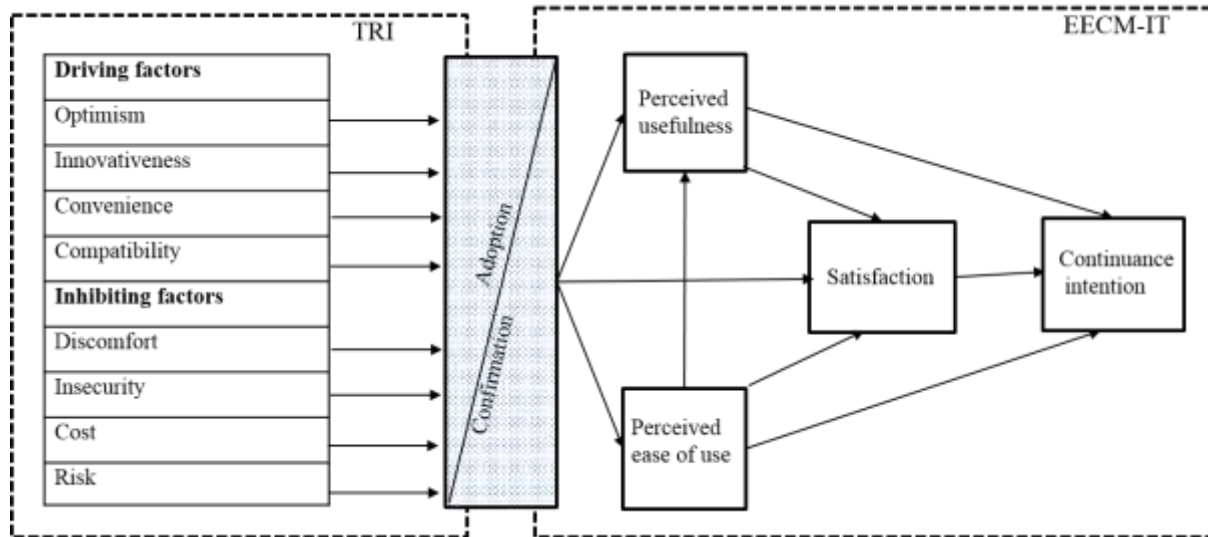 TRI
EECM-IT
Driving factors
Optimism
Innovativeness
Convenience
Compatibility
Inhibiting factors
Discomfort
Insecurity
Cost
Risk
Adoption
Confirmation
Perceived
usefulness
Satisfaction
Continuance
intention
Perceived
ease of use